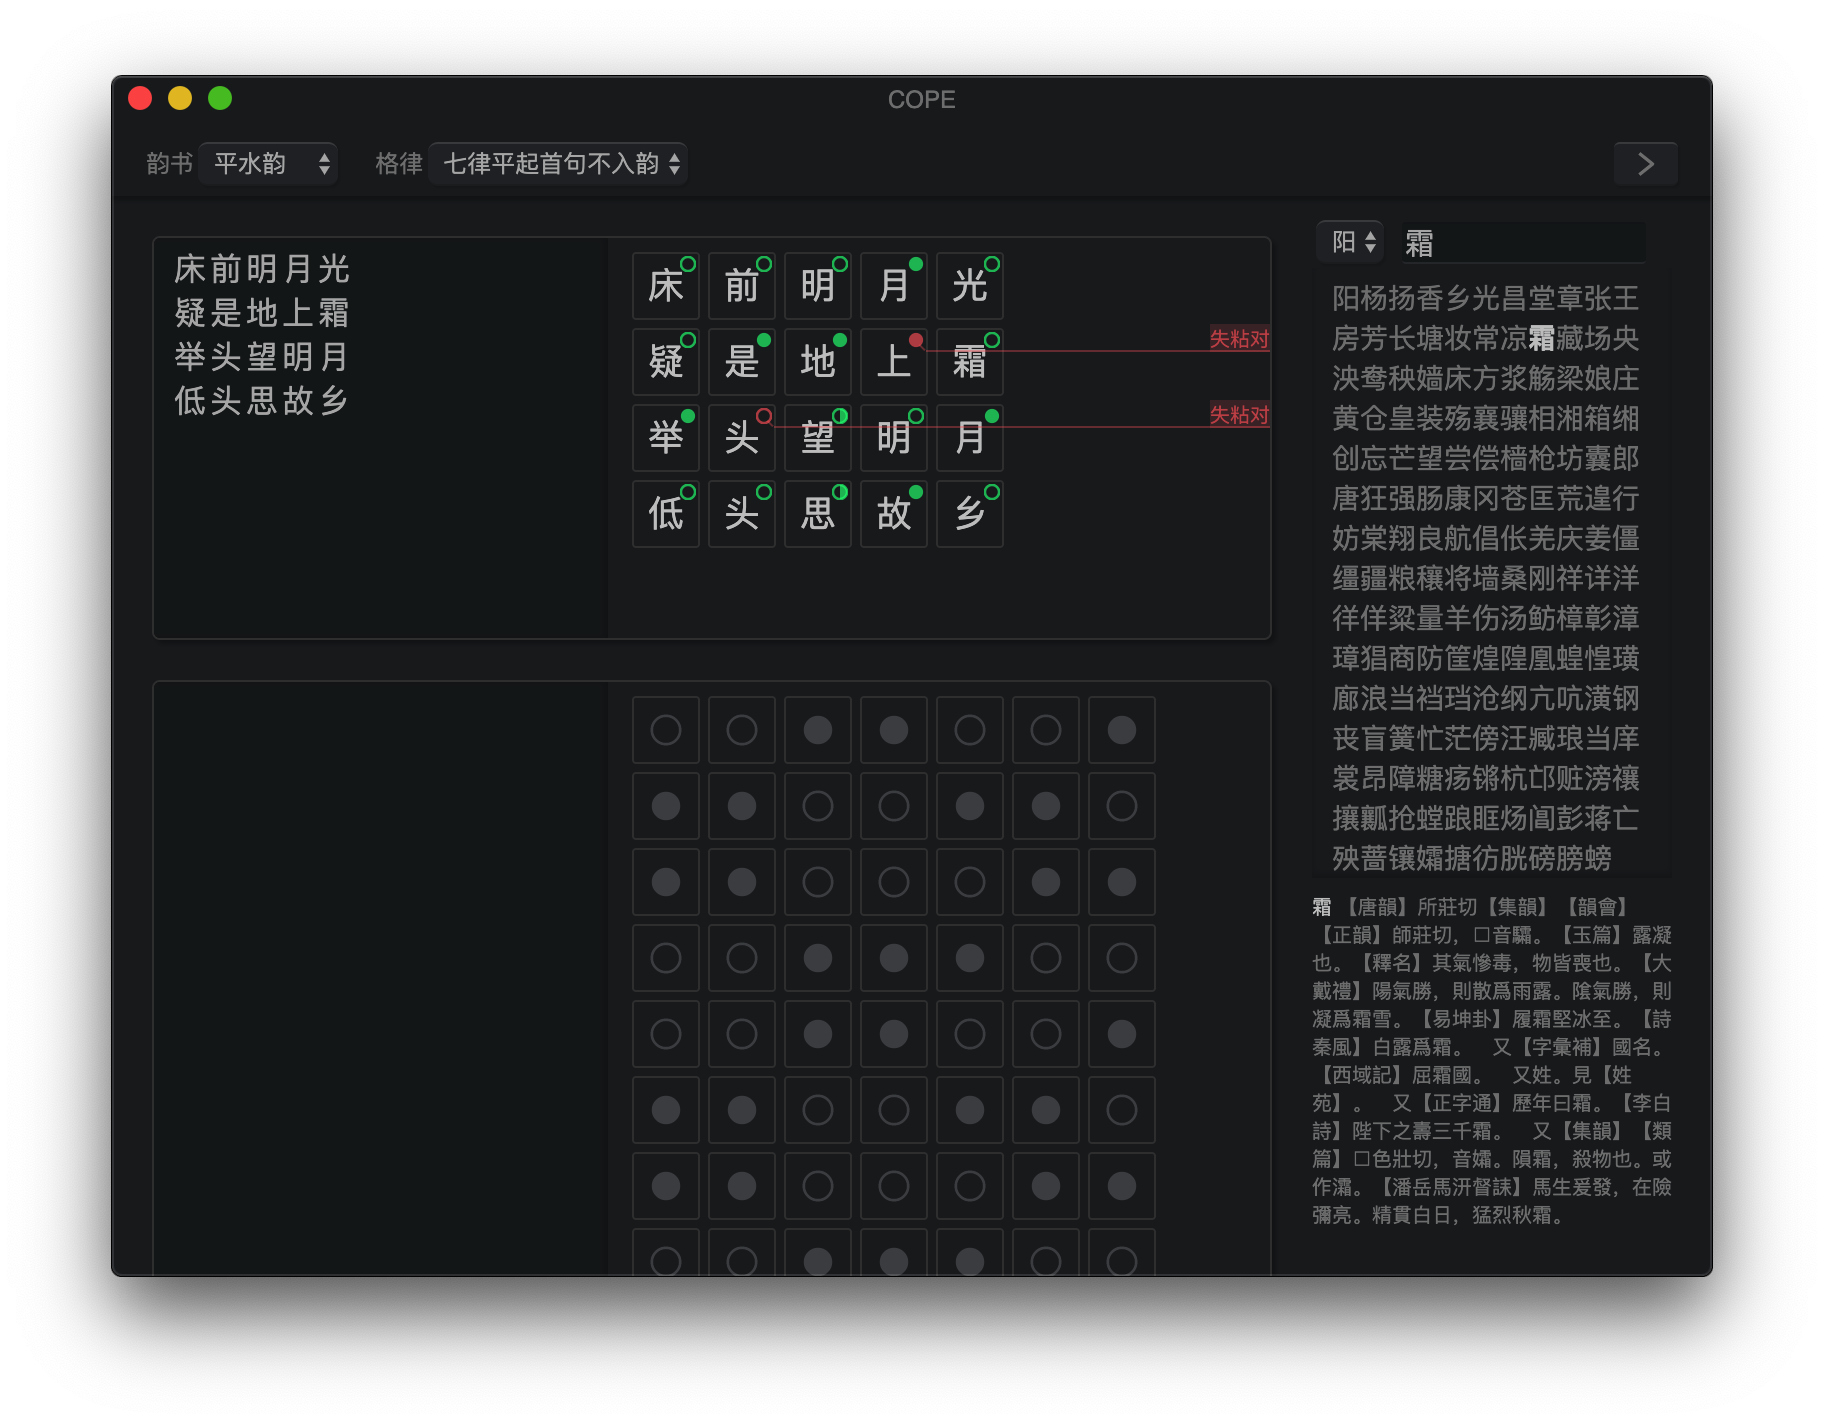 COPE
韵书 平水韵 格律 七律平起首句不入韵
床前明月光
疑是地上霜
举头望明月
低头思故乡
床前明月光
疑是地上霜 失粘对
举头望明月 失粘对
低头思故乡
阳 霜
阳杨扬香乡光昌堂章张王
房芳长塘妆常凉霜藏场央
泱鸯秧嫱床方浆觞梁娘庄
黄仓皇装殇襄骧相湘箱缃
创忘芒望尝偿樯枪坊囊郎
唐狂强肠康冈苍匡荒遑行
妨棠翔良航倡伥羌庆姜僵
缰疆粮穰将墙桑刚祥详洋
徉佯粱量羊伤汤鲂樟彰漳
璋猖商防筐煌隍凰蝗惶璜
廊浪当裆珰沧纲亢吭潢钢
丧盲簧忙茫傍汪臧琅当庠
裳昂障糖疡锵杭邙赃滂禳
攘瓤抢螳踉眶炀阊彭蒋亡
殃蔷镶孀搪彷胱磅膀螃
霜 【唐韻】所莊切【集韻】【韻會】
【正韻】師莊切，□音驦。【玉篇】露凝
也。【釋名】其氣慘毒，物皆喪也。【大
戴禮】陽氣勝，則散爲雨露。陰氣勝，則
凝爲霜雪。【易坤卦】履霜堅冰至。【詩
秦風】白露爲霜。 又【字彙補】國名。
【西域記】屈霜國。 又姓。見【姓
苑】。 又【正字通】歷年曰霜。【李白
詩】陛下之壽三千霜。 又【集韻】【類
篇】□色壯切，音孀。隕霜，殺物也。或
作灀。【潘岳馬汧督誄】馬生爰發，在險
彌亮。精貫白日，猛烈秋霜。